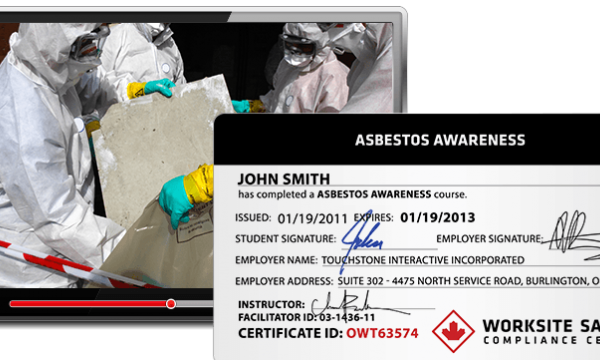 ASBESTOS AWARENESS
JOHN SMITH
has completed a ASBESTOS AWARENESS course.
ISSUED: 01/19/2011 EXPIRES: 01/19/2013
STUDENT SIGNATURE: John EMPLOYER SIGNATURE:
EMPLOYER NAME: TOUCHSTONE INTERACTIVE INCORPORATED
EMPLOYER ADDRESS: SUITE 302 - 4475 NORTH SERVICE ROAD, BURLINGTON, O
INSTRUCTOR:
FACILITATOR ID: 03-1436-11
CERTIFICATE ID: OWT63574
WORKSITE SA
COMPLIANCE CE